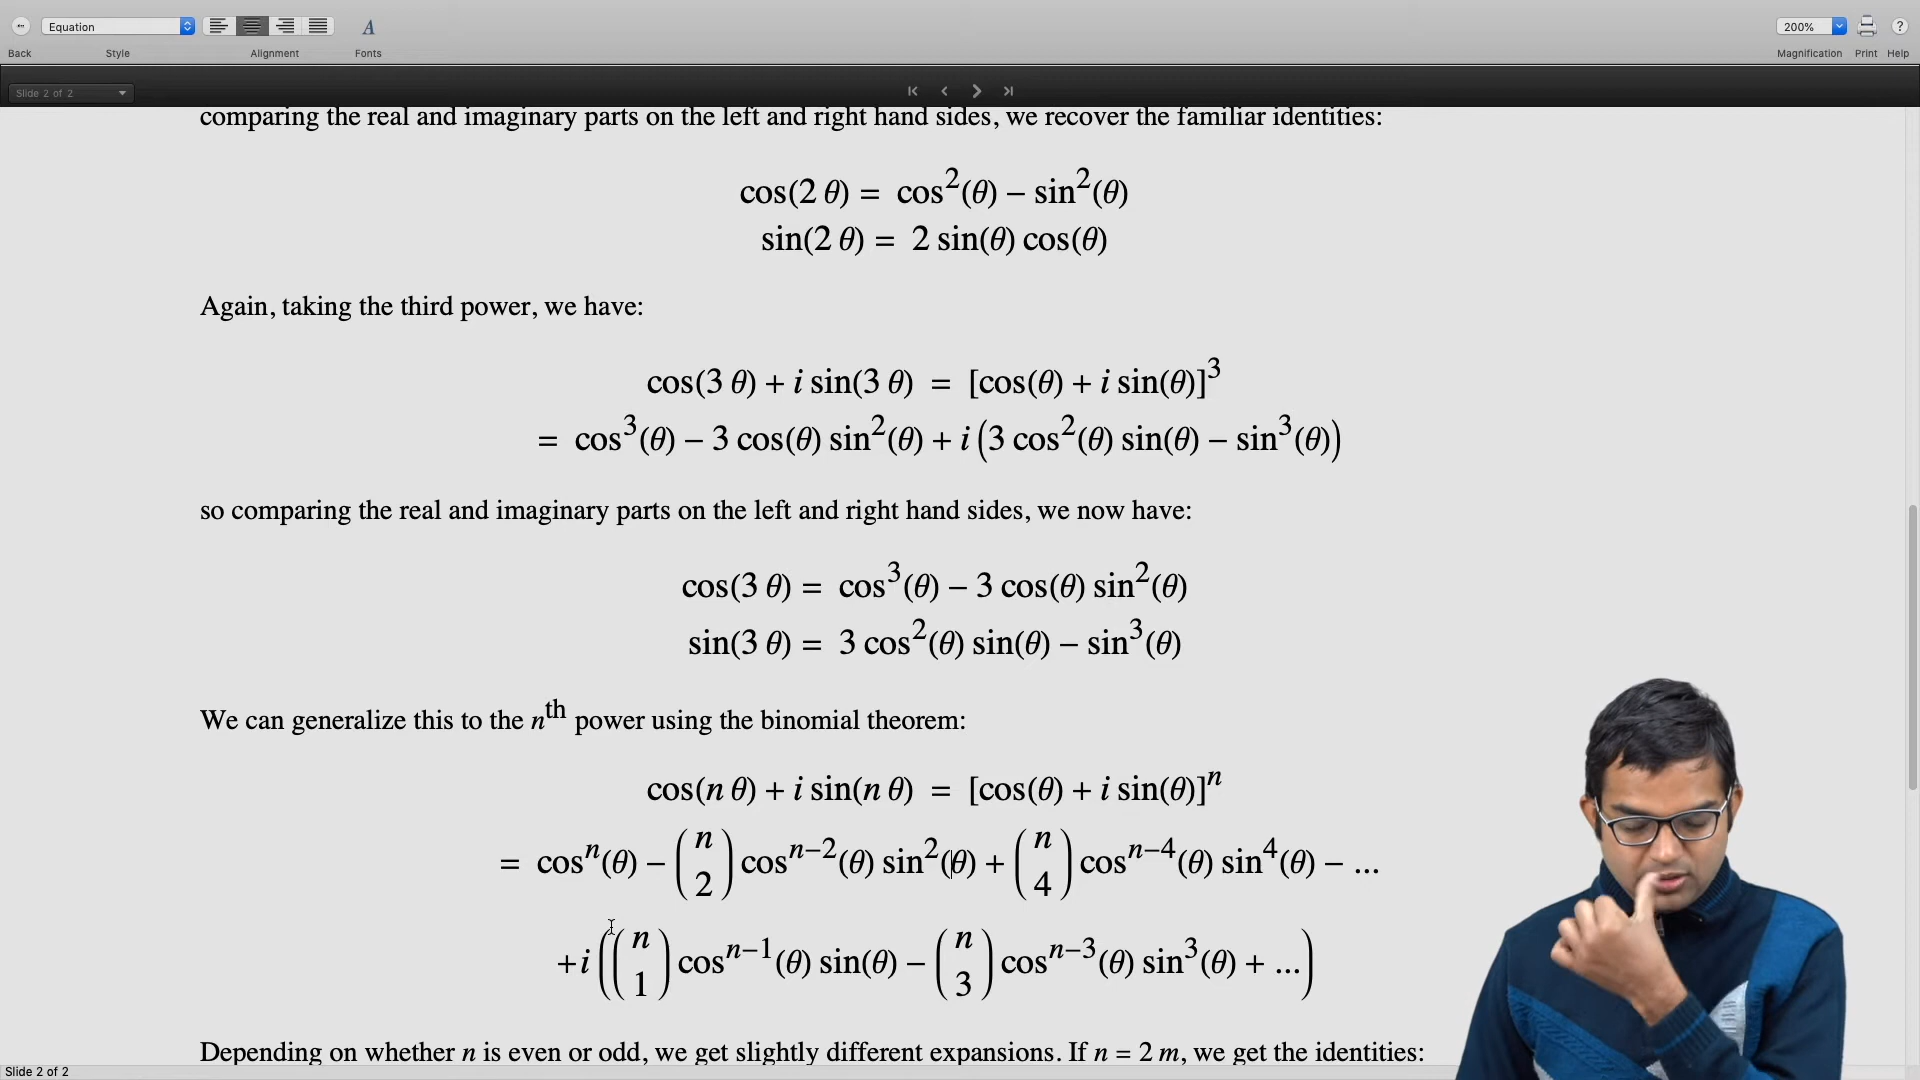 Equation
200%
Back Style Alignment Fonts Magnification Print Help
Slide 2 of 2
comparing the real and imaginary parts on the left and right hand sides, we recover the familiar identities:
cos(2 θ) = cos²(θ) − sin²(θ)
sin(2 θ) = 2 sin(θ) cos(θ)
Again, taking the third power, we have:
cos(3 θ) + i sin(3 θ) = [cos(θ) + i sin(θ)]³
= cos³(θ) − 3 cos(θ) sin²(θ) + i (3 cos²(θ) sin(θ) − sin³(θ))
so comparing the real and imaginary parts on the left and right hand sides, we now have:
cos(3 θ) = cos³(θ) − 3 cos(θ) sin²(θ)
sin(3 θ) = 3 cos²(θ) sin(θ) − sin³(θ)
We can generalize this to the n^th power using the binomial theorem:
cos(n θ) + i sin(n θ) = [cos(θ) + i sin(θ)]^n
= cos^n(θ) − (n 2) cos^(n−2)(θ) sin²(θ) + (n 4) cos^(n−4)(θ) sin⁴(θ) − ...
+ i ((n 1) cos^(n−1)(θ) sin(θ) − (n 3) cos^(n−3)(θ) sin³(θ) + ...)
Depending on whether n is even or odd, we get slightly different expansions. If n = 2 m, we get the identities:
Slide 2 of 2